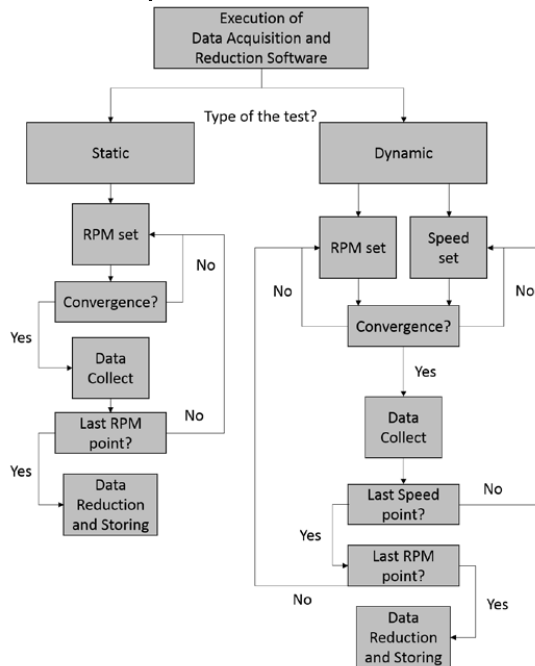 Execution of
Data Acquisition and
Reduction Software
Type of the test?
Static
RPM set
No
Convergence?
Yes
Data
Collect
No
Last RPM
point?
Yes
Data
Reduction
and Storing
Dynamic
RPM set
Speed
set
No
No
Convergence?
Yes
Data
Collect
Last Speed
point?
No
Yes
Last RPM
point?
No
Yes
Data
Reduction
and Storing